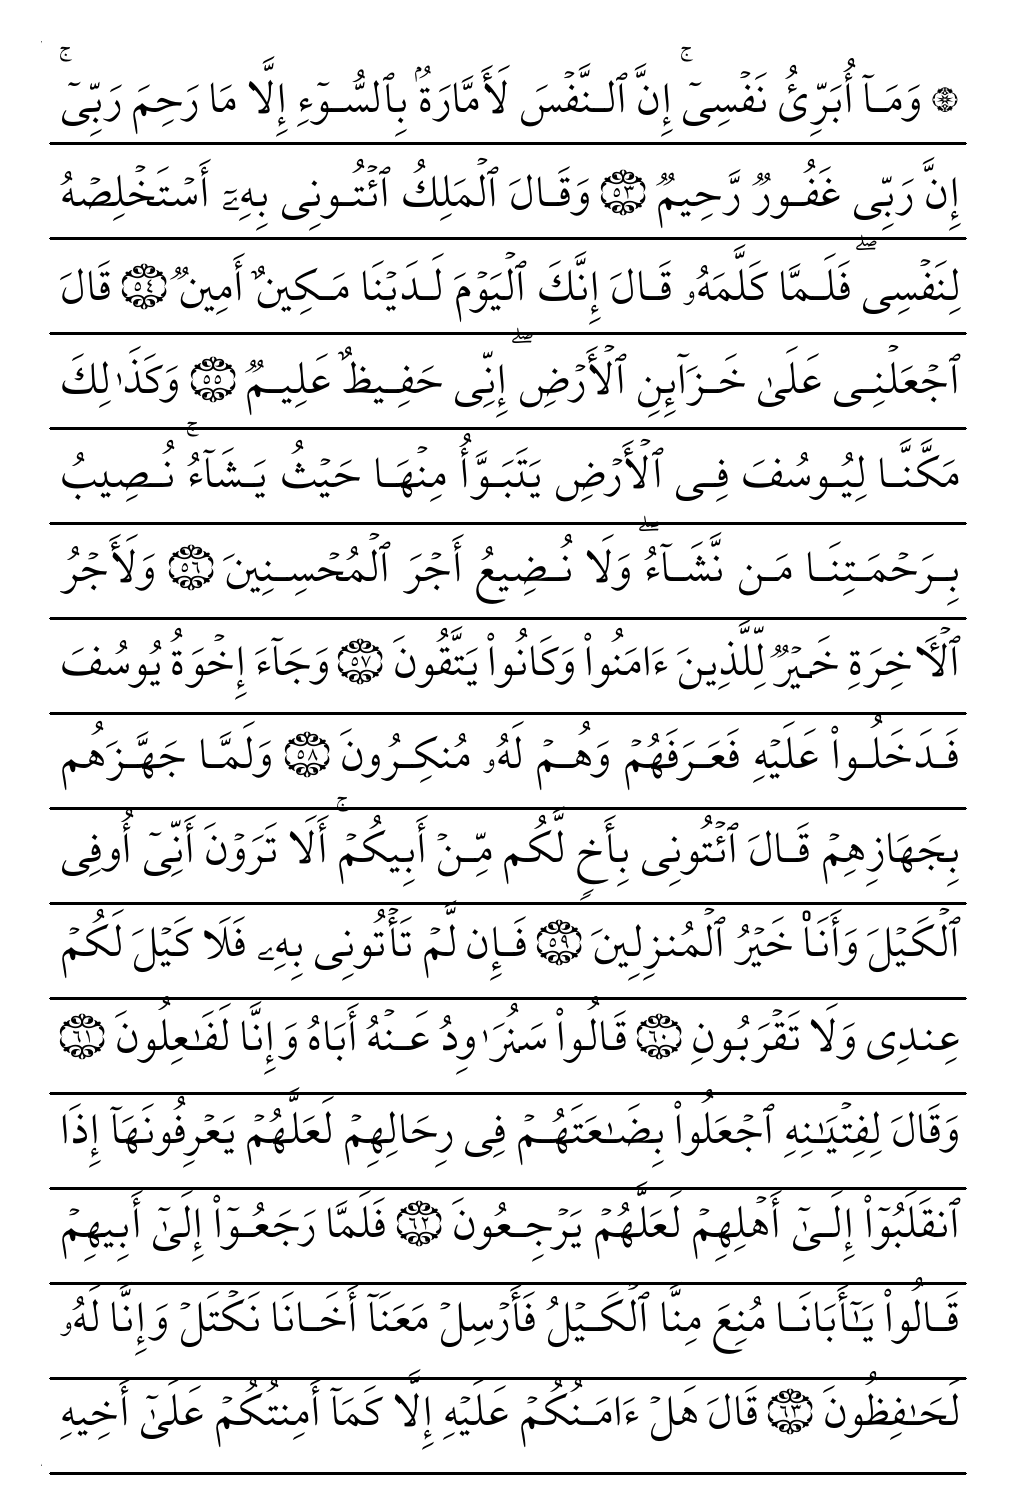 ۞ وَمَآ أُبَرِّئُ نَفْسِىٓ ۚ إِنَّ ٱلنَّفْسَ لَأَمَّارَةٌۢ بِٱلسُّوٓءِ إِلَّا مَا رَحِمَ رَبِّىٓ ۚ
إِنَّ رَبِّى غَفُورٌ رَّحِيمٌ ٥٣ وَقَالَ ٱلْمَلِكُ ٱئْتُونِى بِهِۦٓ أَسْتَخْلِصْهُ
لِنَفْسِى ۖ فَلَمَّا كَلَّمَهُۥ قَالَ إِنَّكَ ٱلْيَوْمَ لَدَيْنَا مَكِينٌ أَمِينٌ ٥٤ قَالَ
ٱجْعَلْنِى عَلَىٰ خَزَآئِنِ ٱلْأَرْضِ ۖ إِنِّى حَفِيظٌ عَلِيمٌ ٥٥ وَكَذَٰلِكَ
مَكَّنَّا لِيُوسُفَ فِى ٱلْأَرْضِ يَتَبَوَّأُ مِنْهَا حَيْثُ يَشَآءُ ۚ نُصِيبُ
بِرَحْمَتِنَا مَن نَّشَآءُ ۖ وَلَا نُضِيعُ أَجْرَ ٱلْمُحْسِنِينَ ٥٦ وَلَأَجْرُ
ٱلْـَٔاخِرَةِ خَيْرٌ لِّلَّذِينَ ءَامَنُوا۟ وَكَانُوا۟ يَتَّقُونَ ٥٧ وَجَآءَ إِخْوَةُ يُوسُفَ
فَدَخَلُوا۟ عَلَيْهِ فَعَرَفَهُمْ وَهُمْ لَهُۥ مُنكِرُونَ ٥٨ وَلَمَّا جَهَّزَهُم
بِجَهَازِهِمْ قَالَ ٱئْتُونِى بِأَخٍ لَّكُم مِّنْ أَبِيكُمْ ۚ أَلَا تَرَوْنَ أَنِّىٓ أُوفِى
ٱلْكَيْلَ وَأَنَا۠ خَيْرُ ٱلْمُنزِلِينَ ٥٩ فَإِن لَّمْ تَأْتُونِى بِهِۦ فَلَا كَيْلَ لَكُمْ
عِندِى وَلَا تَقْرَبُونِ ٦٠ قَالُوا۟ سَنُرَٰوِدُ عَنْهُ أَبَاهُ وَإِنَّا لَفَـٰعِلُونَ ٦١
وَقَالَ لِفِتْيَـٰنِهِ ٱجْعَلُوا۟ بِضَـٰعَتَهُمْ فِى رِحَالِهِمْ لَعَلَّهُمْ يَعْرِفُونَهَآ إِذَا
ٱنقَلَبُوٓا۟ إِلَىٰٓ أَهْلِهِمْ لَعَلَّهُمْ يَرْجِعُونَ ٦٢ فَلَمَّا رَجَعُوٓا۟ إِلَىٰٓ أَبِيهِمْ
قَالُوا۟ يَـٰٓأَبَانَا مُنِعَ مِنَّا ٱلْكَيْلُ فَأَرْسِلْ مَعَنَآ أَخَانَا نَكْتَلْ وَإِنَّا لَهُۥ
لَحَـٰفِظُونَ ٦٣ قَالَ هَلْ ءَامَنُكُمْ عَلَيْهِ إِلَّا كَمَآ أَمِنتُكُمْ عَلَىٰٓ أَخِيهِ